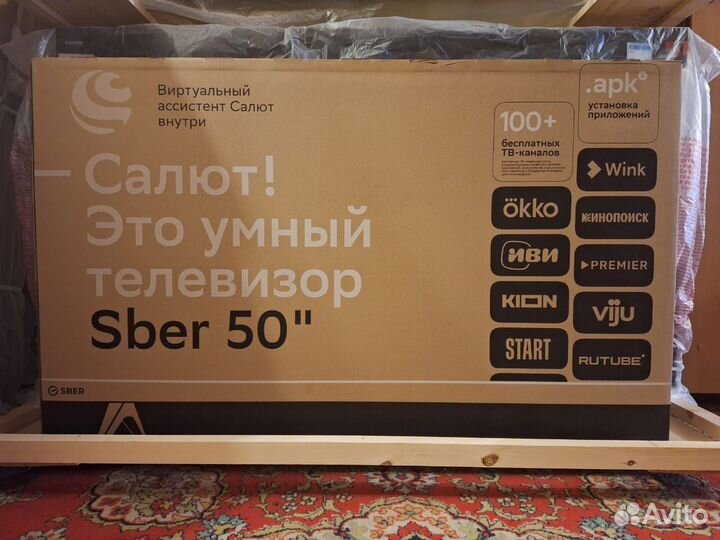 Виртуальный
ассистент Салют
внутри
.apk
установка
приложений
100+
бесплатных
ТВ-каналов
Салют!
Это умный
телевизор
Sber 50"
Wink
ökko
КИНОПОИСК
ИВИ
PREMIER
KION
viju
START
RUTUBE
SBER
Avito